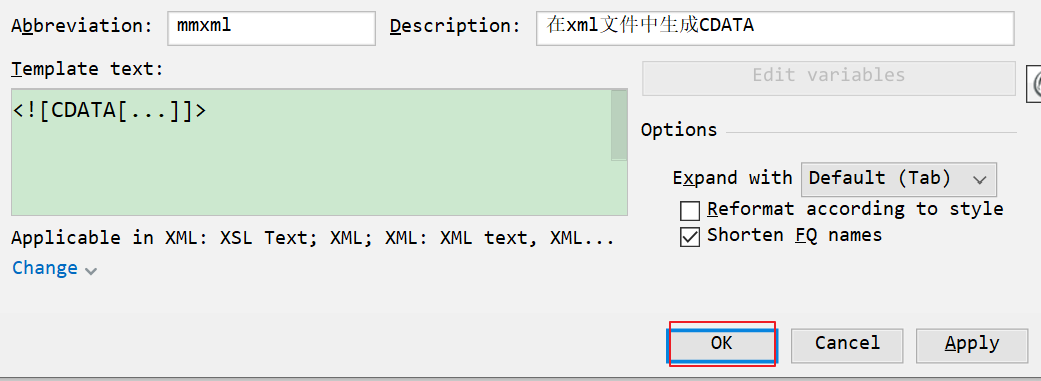 Abbreviation: mmxml Description: 在xml文件中生成CDATA
Template text:
Edit variables
<![CDATA[...]]>
Options
Expand with Default (Tab)
Reformat according to style
Shorten FQ names
Applicable in XML: XSL Text; XML; XML: XML text, XML...
Change
OK Cancel Apply